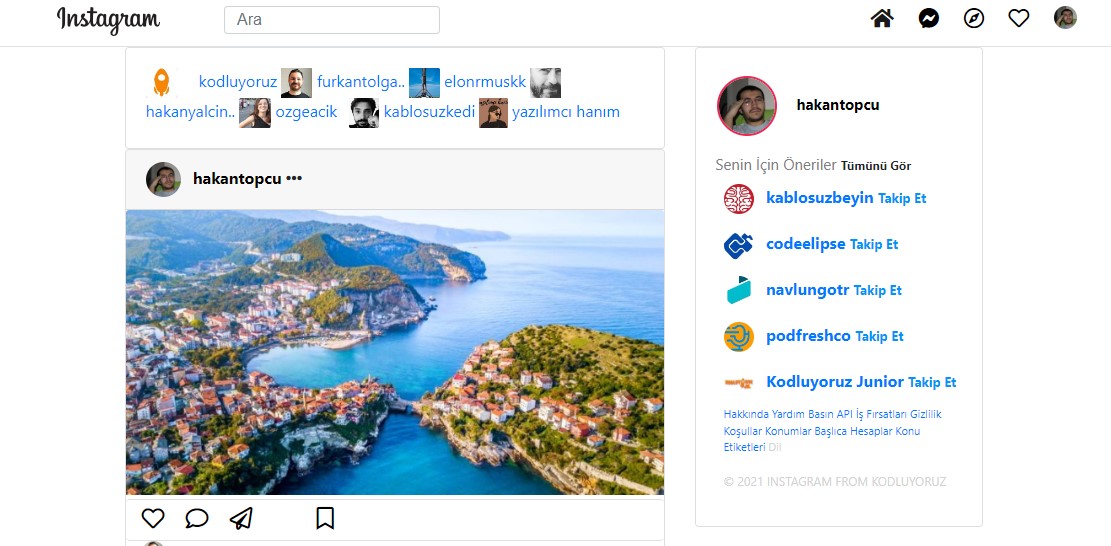 Instagram
Ara
kodluyoruz furkantolga.. elonrmuskk
hakanyalcin.. ozgeacik kablosuzkedi yazılımcı hanım
hakantopcu •••
hakantopcu
Senin İçin Öneriler Tümünü Gör
kablosuzbeyin Takip Et
codeelipse Takip Et
navlungotr Takip Et
podfreshco Takip Et
Kodluyoruz Junior Takip Et
Hakkında Yardım Basın API İş Fırsatları Gizlilik
Koşullar Konumlar Başlıca Hesaplar Konu
Etiketleri Dil
© 2021 INSTAGRAM FROM KODLUYORUZ